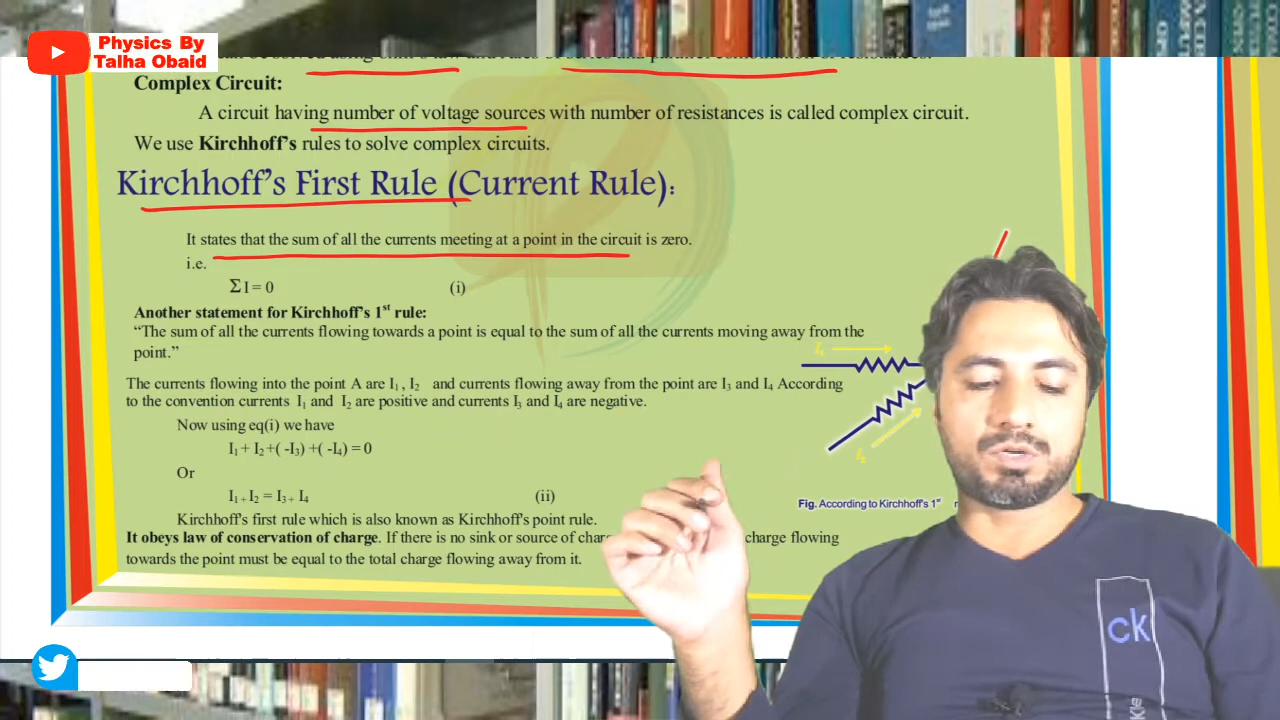 Physics By
Talha Obaid
Complex Circuit:
A circuit having number of voltage sources with number of resistances is called complex circuit.
We use Kirchhoff's rules to solve complex circuits.
Kirchhoff's First Rule (Current Rule):
It states that the sum of all the currents meeting at a point in the circuit is zero.
i.e.
Σ I = 0 (i)
Another statement for Kirchhoff's 1st rule:
“The sum of all the currents flowing towards a point is equal to the sum of all the currents moving away from the
point.”
I1
The currents flowing into the point A are I1 , I2 and currents flowing away from the point are I3 and I4 According
to the convention currents I1 and I2 are positive and currents I3 and I4 are negative.
Now using eq(i) we have
I1 + I2 +( -I3) +( -I4) = 0
I2
Or
I1 + I2 = I3 + I4 (ii)
Fig. According to Kirchhoff's 1st
Kirchhoff's first rule which is also known as Kirchhoff's point rule.
It obeys law of conservation of charge. If there is no sink or source of charge flowing
towards the point must be equal to the total charge flowing away from it.
ck